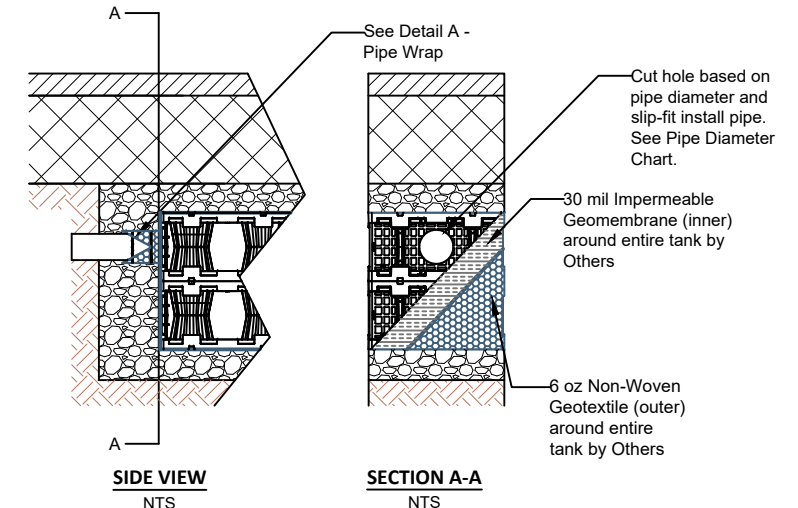 A
See Detail A -
Pipe Wrap
Cut hole based on
pipe diameter and
slip-fit install pipe.
See Pipe Diameter
Chart.
30 mil Impermeable
Geomembrane (inner)
around entire tank by
Others
6 oz Non-Woven
Geotextile (outer)
around entire
tank by Others
A
SIDE VIEW
NTS
SECTION A-A
NTS